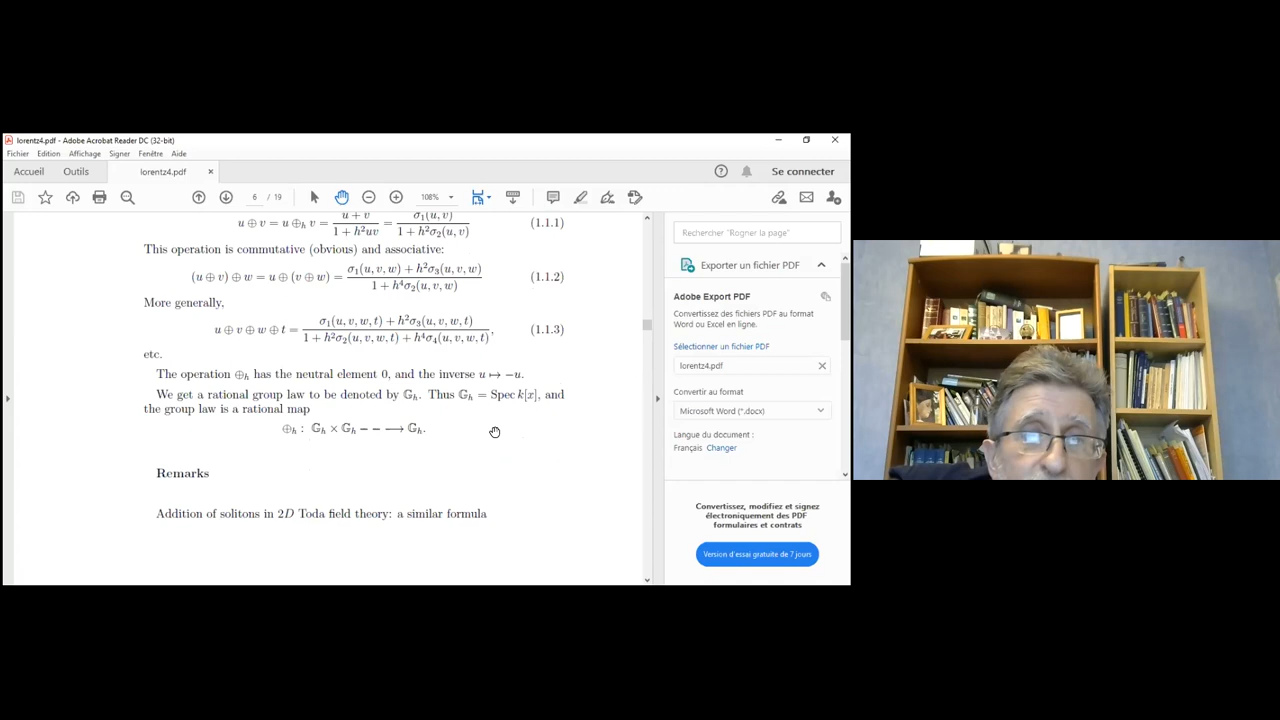 lorentz4.pdf - Adobe Acrobat Reader DC (32-bit)
Fichier Edition Affichage Signer Fenêtre Aide
Accueil Outils lorentz4.pdf × Se connecter
6 / 19 108%
u ⊕ v = u ⊕_h v = (u + v)/(1 + h²uv) = σ₁(u, v)/(1 + h²σ₂(u, v)) (1.1.1)
This operation is commutative (obvious) and associative:
(u ⊕ v) ⊕ w = u ⊕ (v ⊕ w) = (σ₁(u, v, w) + h²σ₃(u, v, w))/(1 + h⁴σ₂(u, v, w)) (1.1.2)
More generally,
u ⊕ v ⊕ w ⊕ t = (σ₁(u, v, w, t) + h²σ₃(u, v, w, t))/(1 + h²σ₂(u, v, w, t) + h⁴σ₄(u, v, w, t)), (1.1.3)
etc.
The operation ⊕_h has the neutral element 0, and the inverse u ↦ −u.
We get a rational group law to be denoted by 𝔾_h. Thus 𝔾_h = Spec k[x], and
the group law is a rational map
⊕_h : 𝔾_h × 𝔾_h − − ⟶ 𝔾_h.
Remarks
Addition of solitons in 2D Toda field theory: a similar formula
Rechercher "Rogner la page"
Exporter un fichier PDF
Adobe Export PDF
Convertissez des fichiers PDF au format
Word ou Excel en ligne.
Sélectionner un fichier PDF
lorentz4.pdf
Convertir au format
Microsoft Word (*.docx)
Langue du document :
Français Changer
Convertissez, modifiez et signez
électroniquement des PDF
formulaires et contrats
Version d'essai gratuite de 7 jours